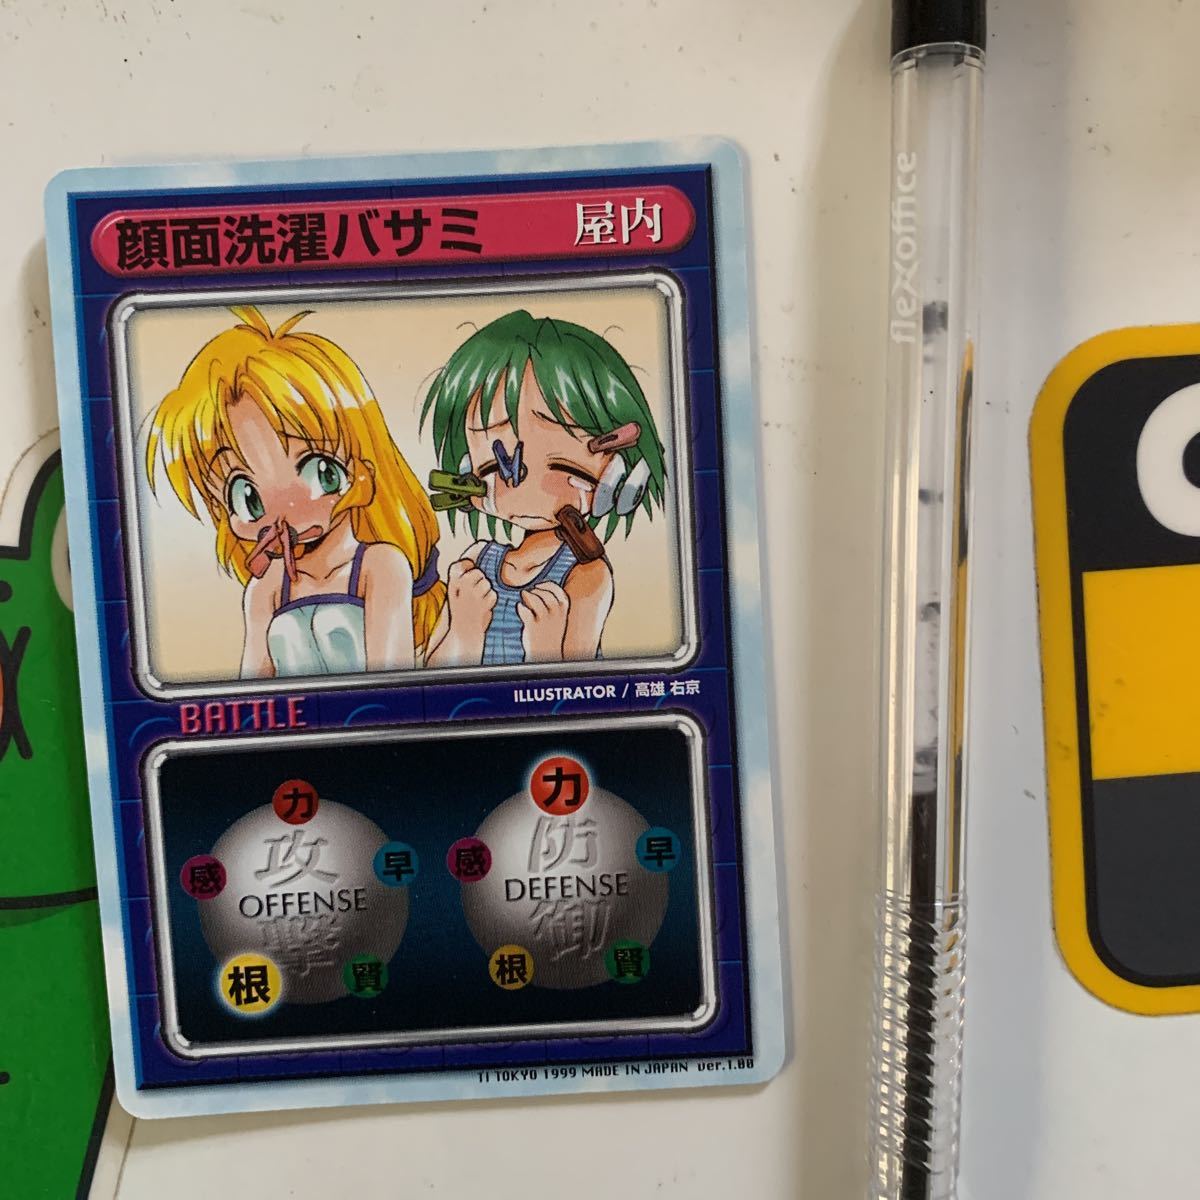 顔面洗濯バサミ 屋内
ILLUSTRATOR / 高雄 右京
BATTLE
力
感 攻撃 早
OFFENSE
根 賢
力
感 防御 早
DEFENSE
根 賢
TI TOKYO 1999 MADE IN JAPAN ver.1.00
flexoffice